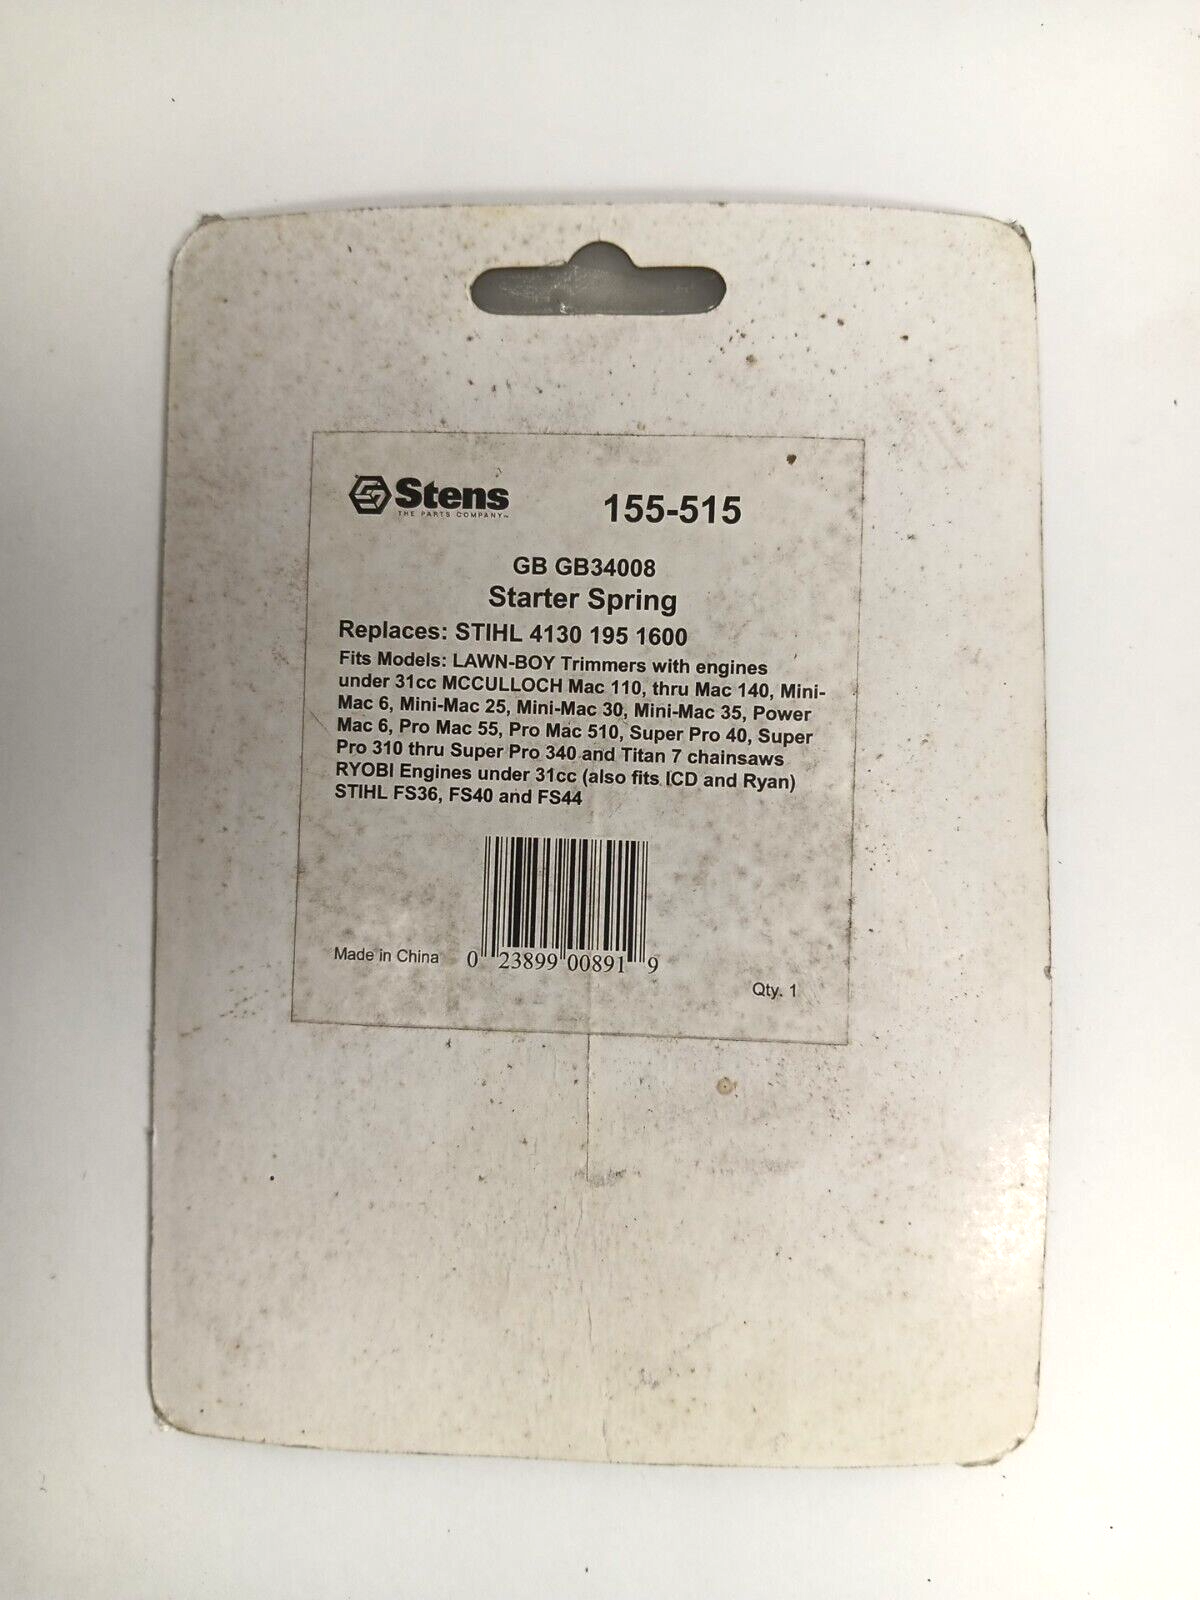 Stens 155-515
THE PARTS COMPANY™
GB GB34008
Starter Spring
Replaces: STIHL 4130 195 1600
Fits Models: LAWN-BOY Trimmers with engines
under 31cc MCCULLOCH Mac 110, thru Mac 140, Mini-
Mac 6, Mini-Mac 25, Mini-Mac 30, Mini-Mac 35, Power
Mac 6, Pro Mac 55, Pro Mac 510, Super Pro 40, Super
Pro 310 thru Super Pro 340 and Titan 7 chainsaws
RYOBI Engines under 31cc (also fits ICD and Ryan)
STIHL FS36, FS40 and FS44
Made in China 0 23899 00891 9
Qty. 1